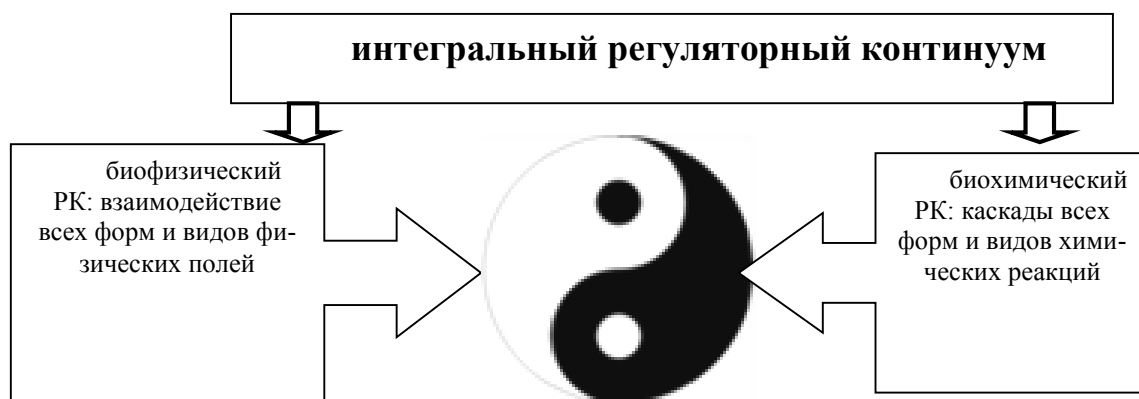 интегральный регуляторный континуум
биофизический
РК: взаимодействие
всех форм и видов фи-
зических полей
биохимический
РК: каскады всех
форм и видов хими-
ческих реакций